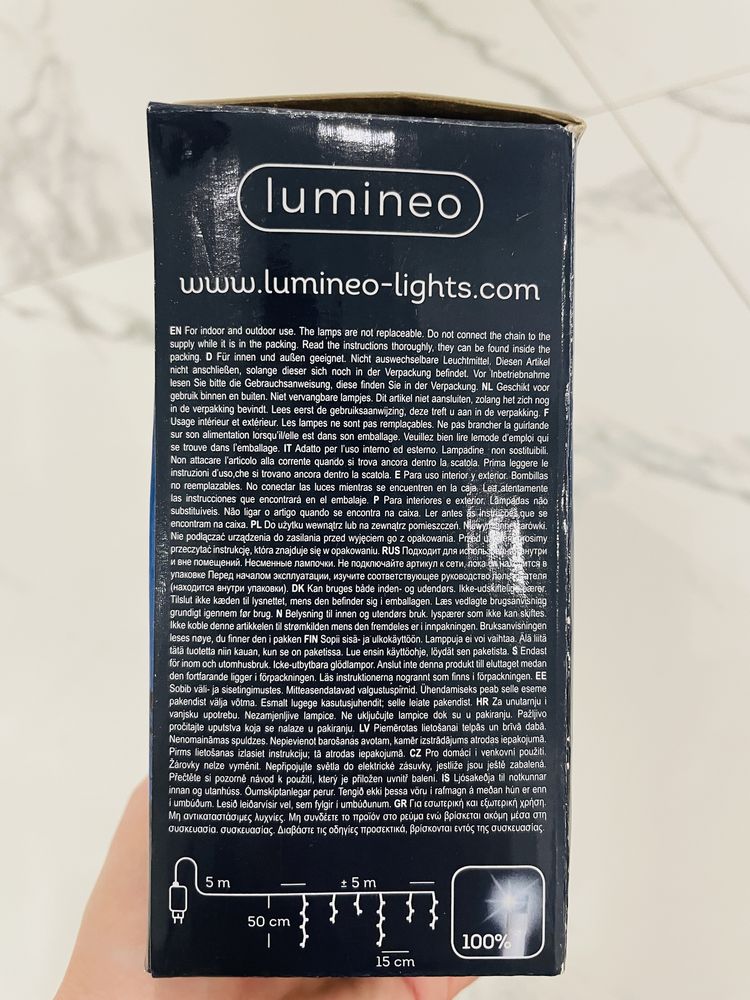 lumineo
www.lumineo-lights.com
EN For indoor and outdoor use. The lamps are not replaceable. Do not connect the chain to the
supply while it is in the packing. Read the instructions thoroughly, they can be found inside the
packing. D Für innen und außen geeignet. Nicht auswechselbare Leuchtmittel. Diesen Artikel
nicht anschließen, solange dieser sich noch in der Verpackung befindet. Vor Inbetriebnahme
lesen Sie bitte die Gebrauchsanweisung, diese finden Sie in der Verpackung. NL Geschikt voor
gebruik binnen en buiten. Niet vervangbare lampjes. Dit artikel niet aansluiten, zolang het zich nog
in de verpakking bevindt. Lees eerst de gebruiksaanwijzing, deze treft u aan in de verpakking. F
Usage intérieur et extérieur. Les lampes ne sont pas remplaçables. Ne pas brancher la guirlande
sur son alimentation lorsqu'il/elle est dans son emballage. Veuillez bien lire lemode d'emploi qui
se trouve dans l'emballage. IT Adatto per l'uso interno ed esterno. Lampadine non sostituibili.
Non attacare l'articolo alla corrente quando si trova ancora dentro la scatola. Prima leggere le
instruzioni d'uso,che si trovano ancora dentro la scatola. E Para uso interior y exterior. Bombillas
no reemplazables. No conectar las luces mientras se encuentren en la caja. Lea atentamente
las instrucciones que encontrará en el embalaje. P Para interiores e exterior. Lâmpadas não
substituiveis. Não ligar o artigo quando se encontra na caixa. Ler antes as instruções que se
encontram na caixa. PL Do użytku wewnątrz lub na zewnątrz pomieszczeń.
Nie podłączać urządzenia do zasilania przed wyjęciem go z opakowania. Przed prosimy
przeczytać instrukcję, która znajduje się w opakowaniu. RUS Подходит для внутри
и вне помещений. Несменные лампочки. Не подключайте артикул к сети, пока он находится в
упаковке Перед началом эксплуатации, изучите соответствующее руководство пользователя
(находится внутри упаковки). DK Kan bruges både inden- og udendørs. Ikke-udskiftelige pærer.
Tilslut ikke kæden til lysnettet, mens den befinder sig i emballagen. Læs vedlagte brugsanvisning
grundigt igennem før brug. N Belysning til innen og utendørs bruk. lyspærer som ikke kan skiftes.
Ikke koble denne artikkelen til strømkilden mens den fremdeles er i innpakningen. Bruksanvisningen
leses nøye, du finner den i pakken FIN Sopii sisä- ja ulkokäyttöön. Lamppuja ei voi vaihtaa. Älä liitä
tätä tuotetta niin kauan, kun se on paketissa. Lue ensin käyttöohje, löydät sen paketista. S Endast
för inom och utomhusbruk. Icke-utbytbara glödlampor. Anslut inte denna produkt till eluttaget medan
den fortfarande ligger i förpackningen. Läs instruktionerna nogrannt som finns i förpackningen. EE
Sobib väli- ja sisetingimustes. Mitteasendatavad valgustuspirnid. Ühendamiseks peab selle eseme
pakendist välja võtma. Esmalt lugege kasutusjuhendit; selle leiate pakendist. HR Za unutarnju i
vanjsku upotrebu. Nezamjenljive lampice. Ne uključujte lampice dok su u pakiranju. Pažljivo
pročitajte uputstva koja se nalaze u pakiranju. LV Piemērotas lietošanai telpās un brīvā dabā.
Nenomaināmas spuldzes. Nepievienot barošanas avotam, kamēr izstrādājums atrodas iepakojumā.
Pirms lietošanas izlasiet instrukciju; tā atrodas iepakojumā. CZ Pro domácí i venkovní použití.
Žárovky nelze vyměnit. Nepřipojujte světla do elektrické zásuvky, jestliže jsou ještě zabalená.
Přečtěte si pozorně návod k použití, který je přiložen uvnitř balení. IS Ljósakeðja til notkunnar
innan og utanhúss. Óumskiptanlegar perur. Tengið ekki þessa vöru í rafmagn á meðan hún er enn
í umbúðum. Lesið leiðarvísir vel, sem fylgir í umbúðunum. GR Για εσωτερική και εξωτερική χρήση.
Μη αντικαταστάσιμες λυχνίες. Μη συνδέετε το προϊόν στο ρεύμα ενώ βρίσκεται ακόμη μέσα στη
συσκευασία. συσκευασίας. Διαβάστε τις οδηγίες προσεκτικά, βρίσκονται εντός της συσκευασίας.
5 m
± 5 m
50 cm
15 cm
100%